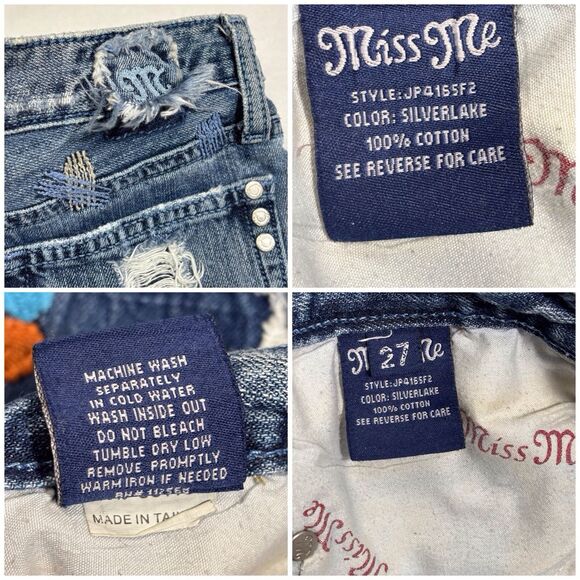 M
Miss Me
STYLE: JP4165F2
COLOR: SILVERLAKE
100% COTTON
SEE REVERSE FOR CARE
MACHINE WASH
SEPARATELY
IN COLD WATER
WASH INSIDE OUT
DO NOT BLEACH
TUMBLE DRY LOW
REMOVE PROMPTLY
WARM IRON IF NEEDED
MADE IN
27
STYLE: JP4165F2
COLOR: SILVERLAKE
100% COTTON
SEE REVERSE FOR CARE
Miss M
Miss Me